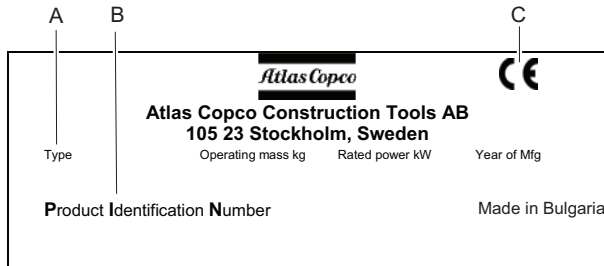 A B C
Atlas Copco CE
Atlas Copco Construction Tools AB
105 23 Stockholm, Sweden
Type Operating mass kg Rated power kW Year of Mfg
Product Identification Number Made in Bulgaria